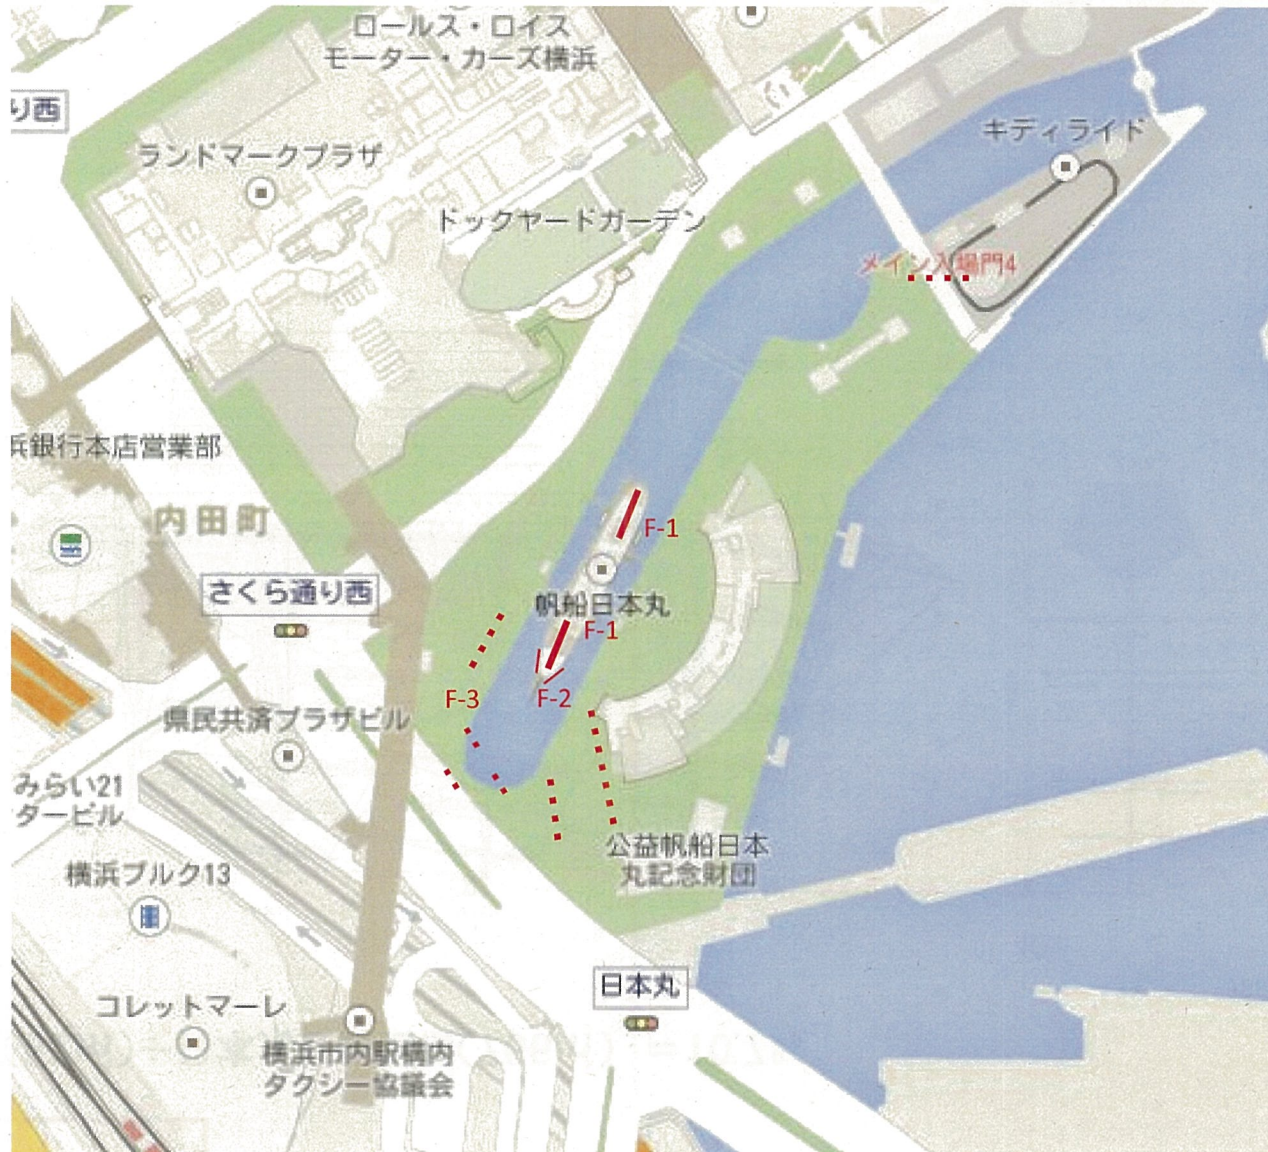 ロールス・ロイス
モーター・カーズ横浜
り西
キディライド
ランドマークプラザ
ドックヤードガーデン
メイン入場門4
浜銀行本店営業部
内田町
F-1
さくら通り西
帆船日本丸
F-1
F-3
F-2
県民共済プラザビル
みらい21
タービル
公益帆船日本
丸記念財団
横浜ブルク13
日本丸
コレットマーレ
横浜市内駅構内
タクシー協議会